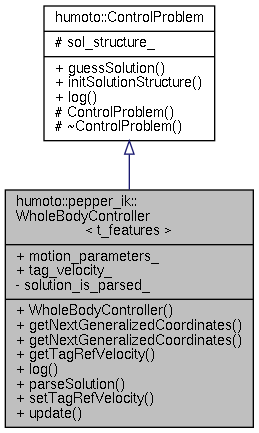 humoto::ControlProblem
# sol_structure_
+ guessSolution()
+ initSolutionStructure()
+ log()
# ControlProblem()
# ~ControlProblem()
humoto::pepper_ik::
WholeBodyController
< t_features >
+ motion_parameters_
+ tag_velocity_
- solution_is_parsed_
+ WholeBodyController()
+ getNextGeneralizedCoordinates()
+ getNextGeneralizedCoordinates()
+ getTagRefVelocity()
+ log()
+ parseSolution()
+ setTagRefVelocity()
+ update()